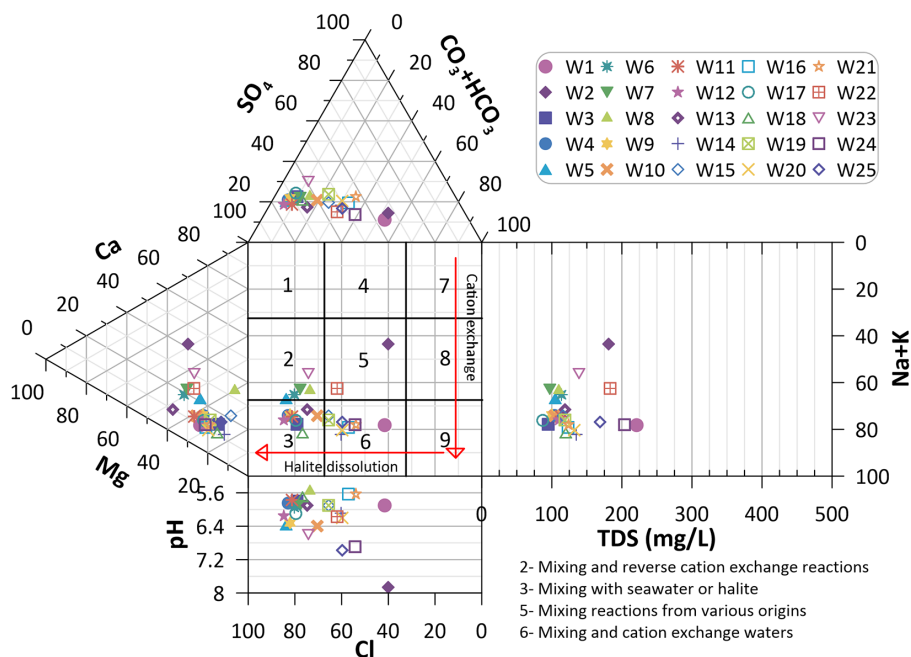 100 0
80 20
60 40
40 60
20 80
100 100
SO₄
CO₃+HCO₃
W1 W6 W11 W16 W21
W2 W7 W12 W17 W22
W3 W8 W13 W18 W23
W4 W9 W14 W19 W24
W5 W10 W15 W20 W25
Ca
80
60
40
20
0
100
80
60
40
20
Mg
1 4 7
2 5 8
3 6 9
Cation exchange
Halite dissolution
0
20
40
60
80
100
Na+K
0 100 200 300 400 500
TDS (mg/L)
5.6
6.4
7.2
8
pH
100 80 60 40 20 0
Cl
2- Mixing and reverse cation exchange reactions
3- Mixing with seawater or halite
5- Mixing reactions from various origins
6- Mixing and cation exchange waters